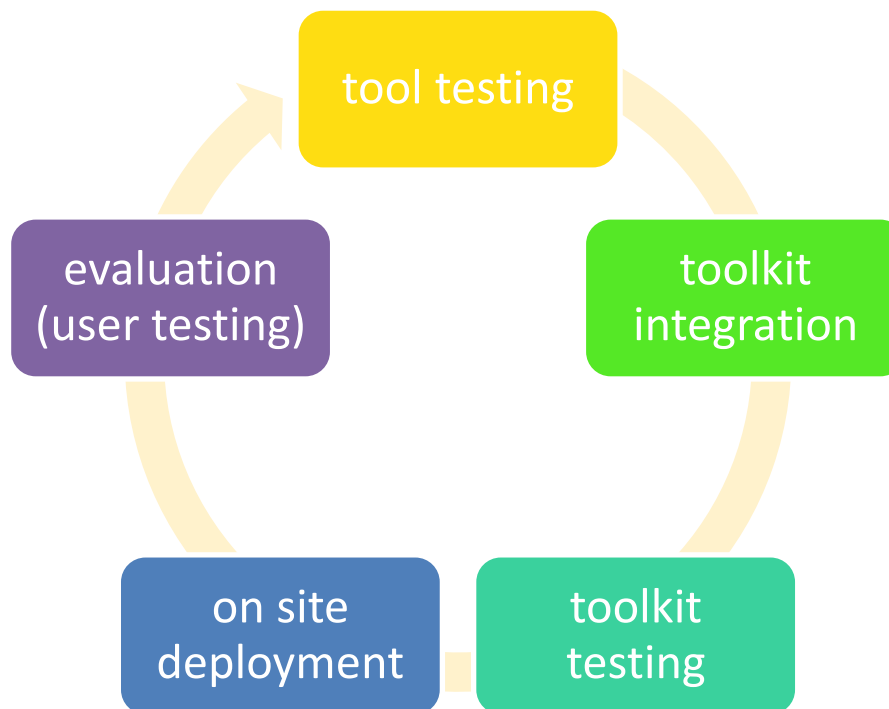 tool testing
toolkit
integration
toolkit
testing
on site
deployment
evaluation
(user testing)